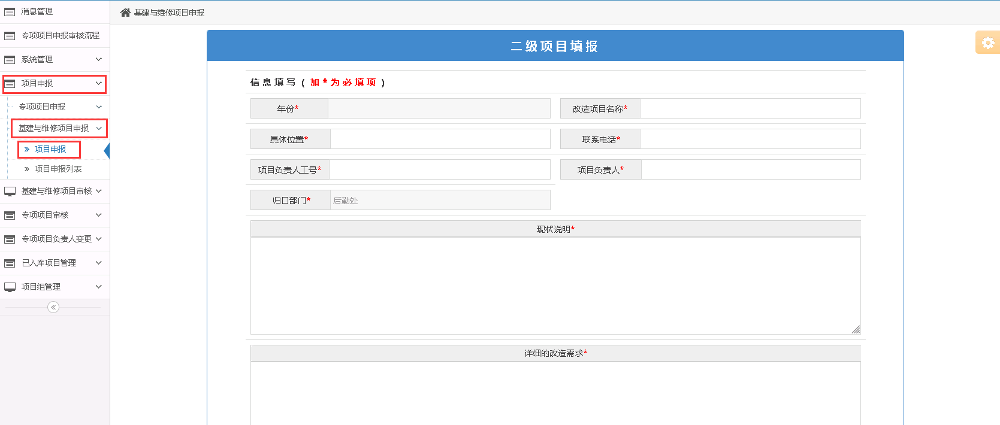 消息管理
专项项目申报审核流程
系统管理
项目申报
专项项目申报
基建与维修项目申报
项目申报
项目申报列表
基建与维修项目审核
专项项目审核
专项项目负责人变更
已入库项目管理
项目组管理
基建与维修项目申报
二级项目填报
信息填写 ( 加*为必填项 )
年份*
改造项目名称*
具体位置*
联系电话*
项目负责人工号*
项目负责人*
归口部门* 后勤处
现状说明*
详细的改造需求*